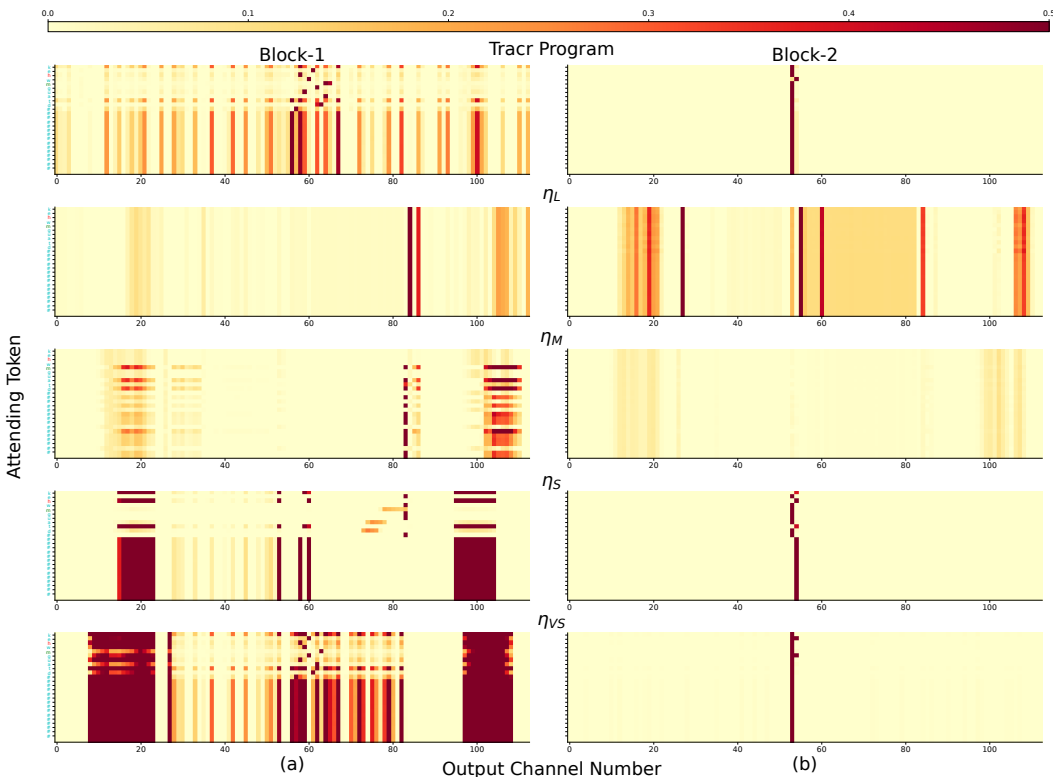 0.0 0.1 0.2 0.3 0.4 0.5
Tracr Program
Block-1 Block-2
0 20 40 60 80 100 0 20 40 60 80 100
η_L
0 20 40 60 80 100 0 20 40 60 80 100
η_M
0 20 40 60 80 100 0 20 40 60 80 100
η_S
0 20 40 60 80 100 0 20 40 60 80 100
η_VS
0 20 40 60 80 100 0 20 40 60 80 100
Attending Token
(a) Output Channel Number (b)